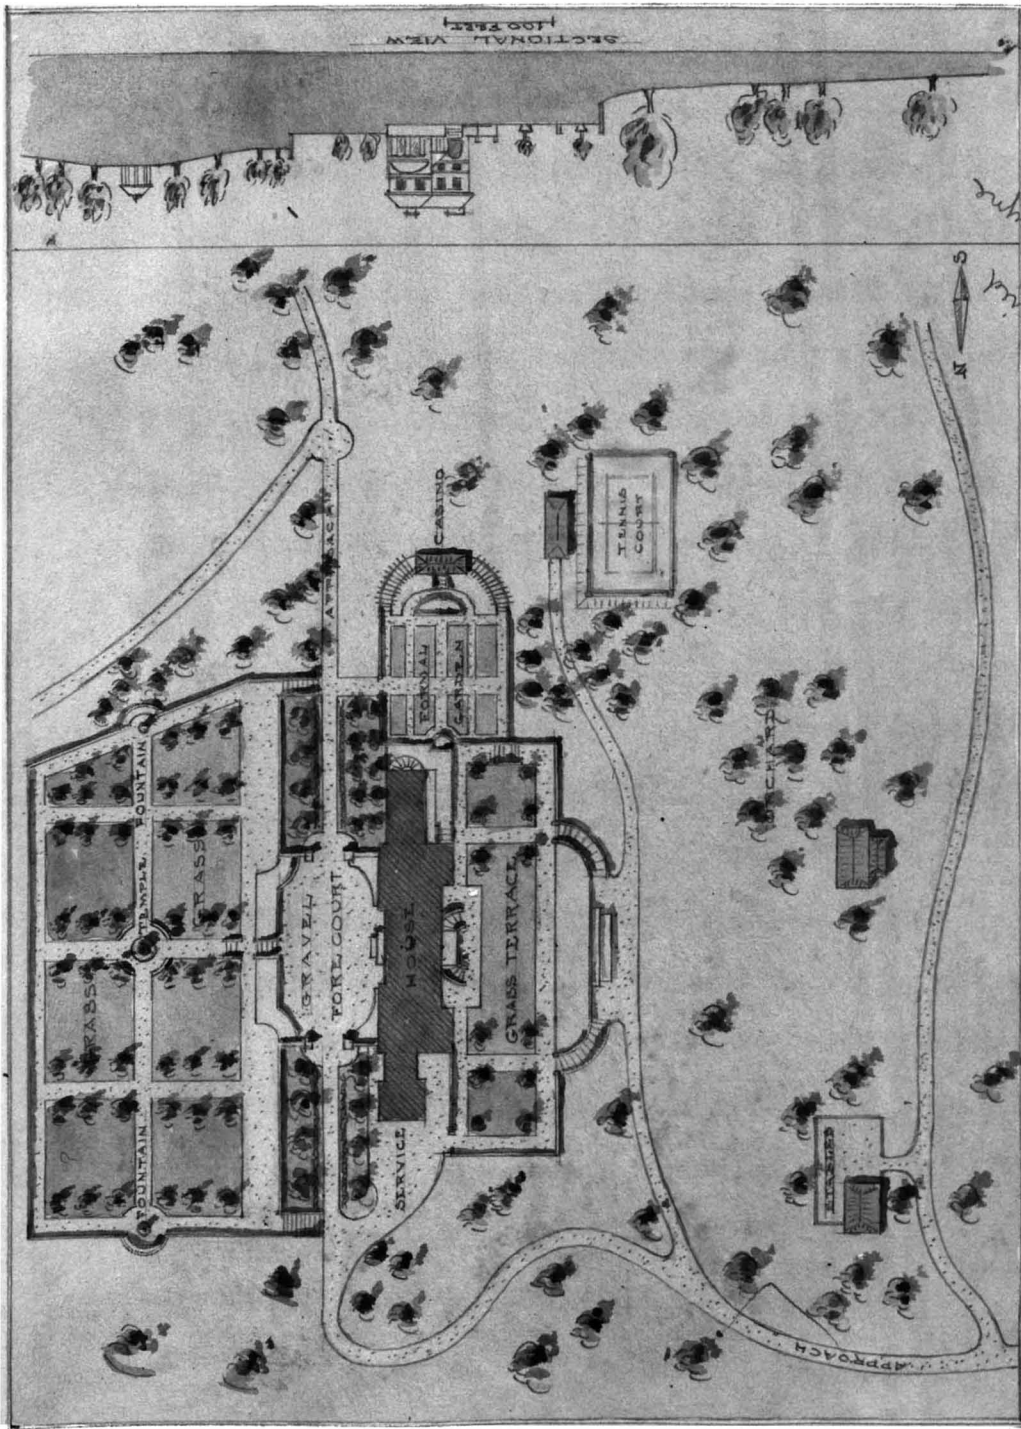 SECTIONAL VIEW
100 FEET
S
N
CASINO
TENNIS
COURT
FORMAL
GARDEN
ORCHARD
FOUNTAIN
TEMPLE
FOUNTAIN
GRASS
GRASS
GRAVEL
FORE COURT
HOUSE
GRASS TERRACE
SERVICE
STABLES
APPROACH
APPROACH